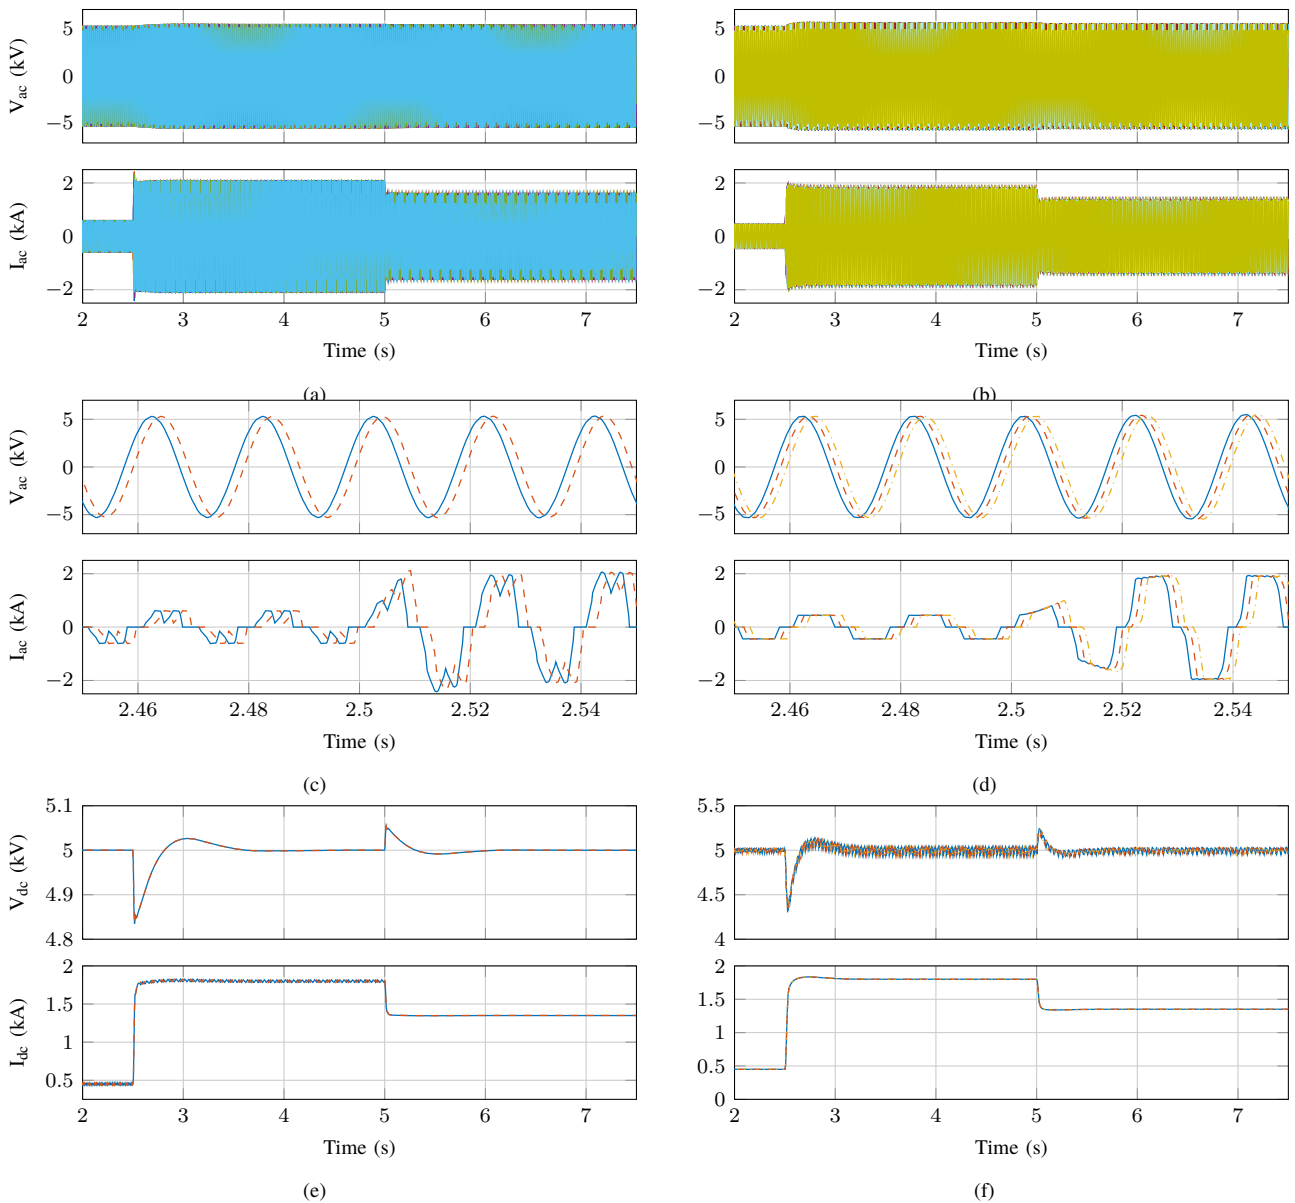 5
0
−5
V_ac (kV)
2
0
−2
I_ac (kA)
2 3 4 5 6 7
Time (s)
(a)
5
0
−5
V_ac (kV)
2
0
−2
I_ac (kA)
2 3 4 5 6 7
Time (s)
(b)
5
0
−5
V_ac (kV)
2
0
−2
I_ac (kA)
2.46 2.48 2.5 2.52 2.54
Time (s)
(c)
5
0
−5
V_ac (kV)
2
0
−2
I_ac (kA)
2.46 2.48 2.5 2.52 2.54
Time (s)
(d)
5.1
5
4.9
4.8
V_dc (kV)
2
1.5
1
0.5
I_dc (kA)
2 3 4 5 6 7
Time (s)
(e)
5.5
5
4.5
4
V_dc (kV)
2
1.5
1
0.5
0
I_dc (kA)
2 3 4 5 6 7
Time (s)
(f)